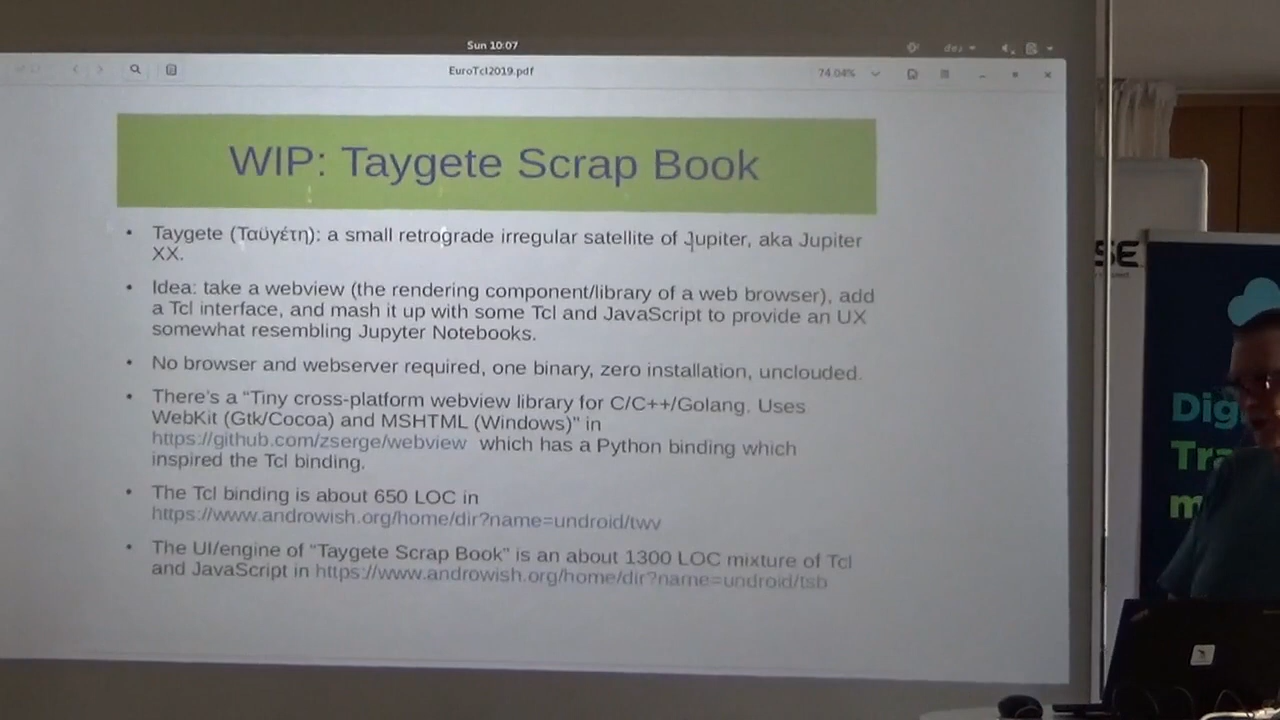 Sun 10:07
EuroTcl2019.pdf
74.04%
WIP: Taygete Scrap Book
• Taygete (Ταϋγέτη): a small retrograde irregular satellite of Jupiter, aka Jupiter
XX.
• Idea: take a webview (the rendering component/library of a web browser), add
a Tcl interface, and mash it up with some Tcl and JavaScript to provide an UX
somewhat resembling Jupyter Notebooks.
• No browser and webserver required, one binary, zero installation, unclouded.
• There's a “Tiny cross-platform webview library for C/C++/Golang. Uses
WebKit (Gtk/Cocoa) and MSHTML (Windows)” in
https://github.com/zserge/webview which has a Python binding which
inspired the Tcl binding.
• The Tcl binding is about 650 LOC in
https://www.androwish.org/home/dir?name=undroid/twv
• The UI/engine of “Taygete Scrap Book” is an about 1300 LOC mixture of Tcl
and JavaScript in https://www.androwish.org/home/dir?name=undroid/tsb
SE
Dig
Tra
m